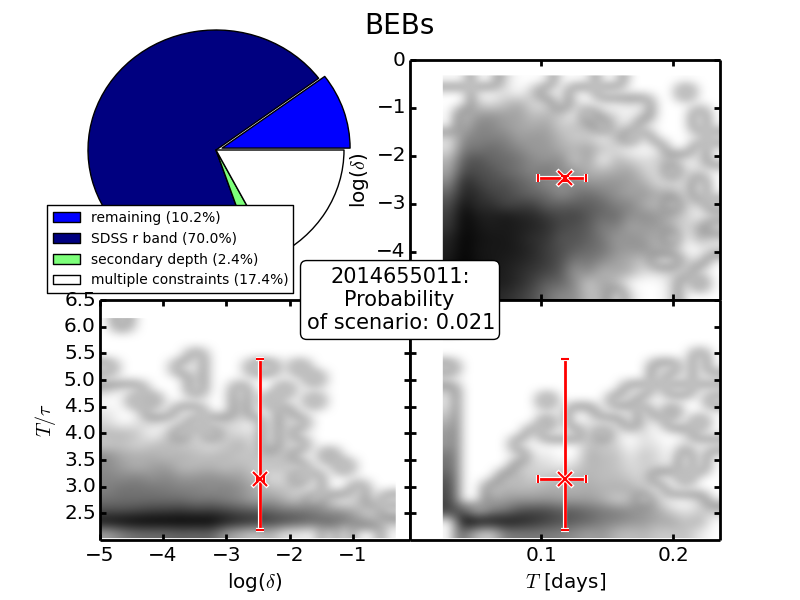 BEBs
remaining (10.2%)
SDSS r band (70.0%)
secondary depth (2.4%)
multiple constraints (17.4%)
0
−1
−2
−3
−4
log(δ)
2014655011:
Probability
of scenario: 0.021
6.5
6.0
5.5
5.0
4.5
4.0
3.5
3.0
2.5
T/τ
−5 −4 −3 −2 −1
log(δ)
0.1 0.2
T [days]